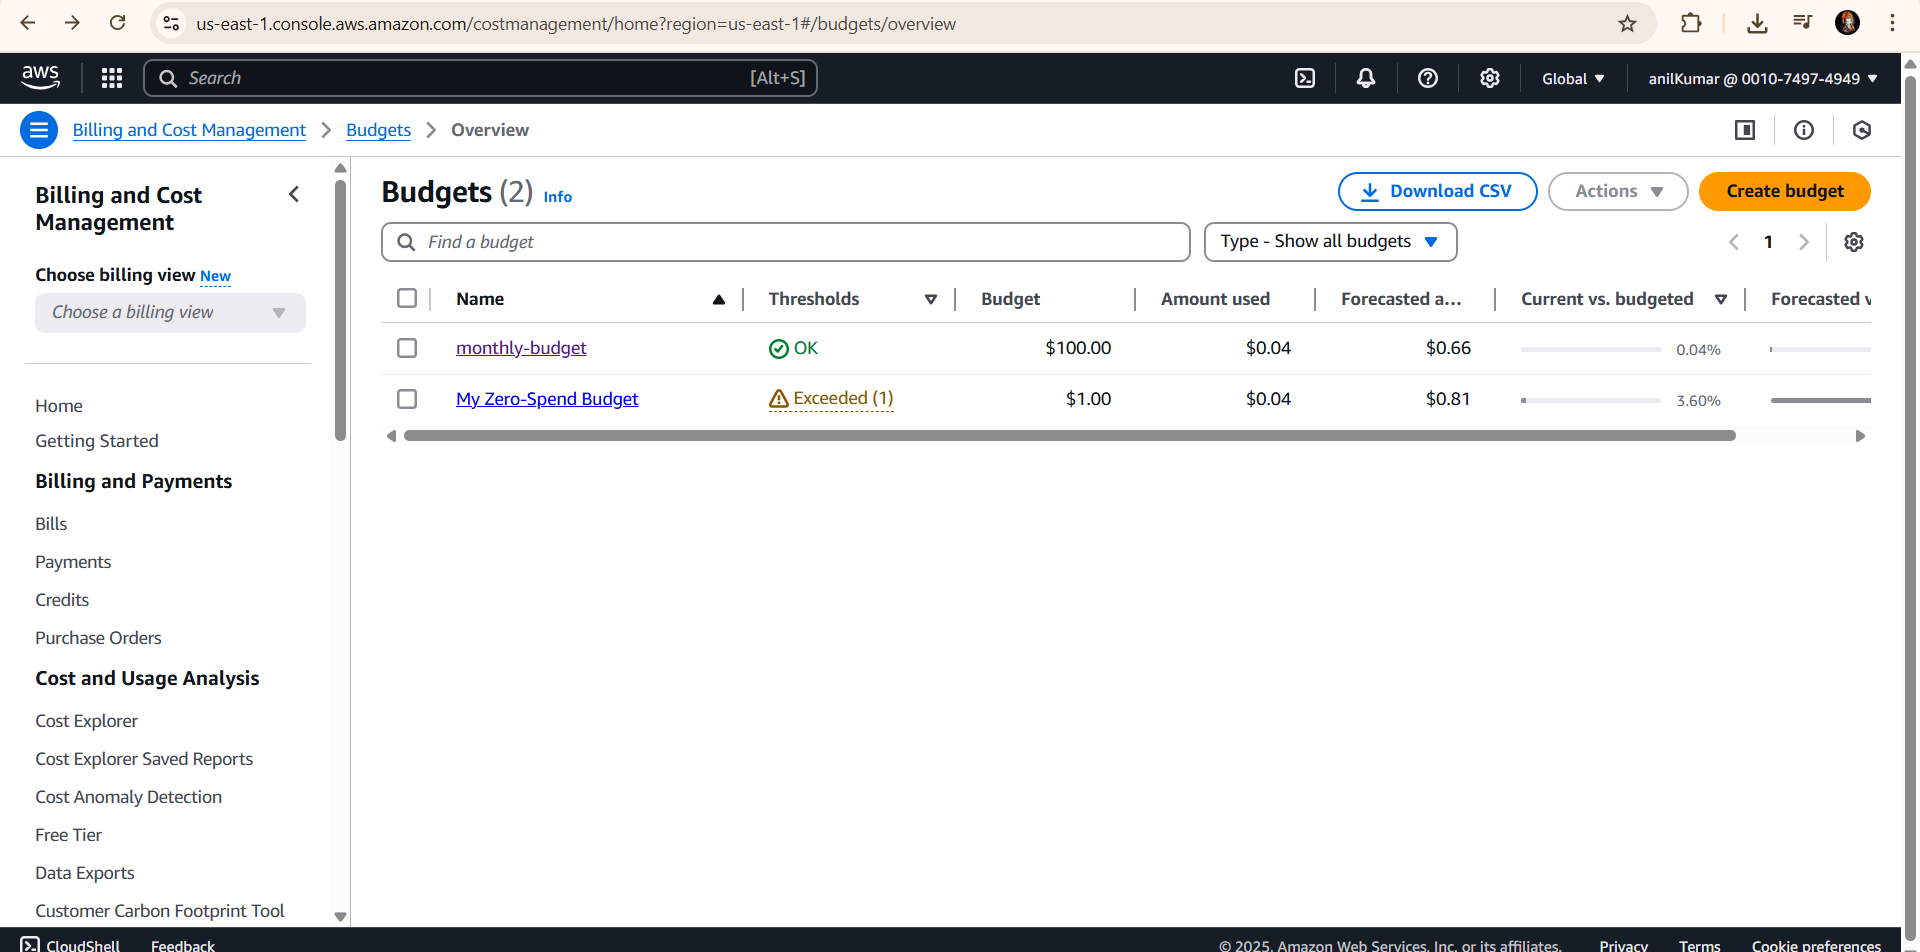 us-east-1.console.aws.amazon.com/costmanagement/home?region=us-east-1#/budgets/overview
aws
Search
[Alt+S]
Global
anilKumar @ 0010-7497-4949
Billing and Cost Management
Budgets
Overview
Billing and Cost
Management
Choose billing view New
Choose a billing view
Home
Getting Started
Billing and Payments
Bills
Payments
Credits
Purchase Orders
Cost and Usage Analysis
Cost Explorer
Cost Explorer Saved Reports
Cost Anomaly Detection
Free Tier
Data Exports
Customer Carbon Footprint Tool
Budgets (2) Info
Download CSV
Actions
Create budget
Find a budget
Type - Show all budgets
1
Name Thresholds Budget Amount used Forecasted a... Current vs. budgeted Forecasted v
monthly-budget OK $100.00 $0.04 $0.66 0.04%
My Zero-Spend Budget Exceeded (1) $1.00 $0.04 $0.81 3.60%
CloudShell Feedback © 2025, Amazon Web Services, Inc. or its affiliates. Privacy Terms Cookie preferences